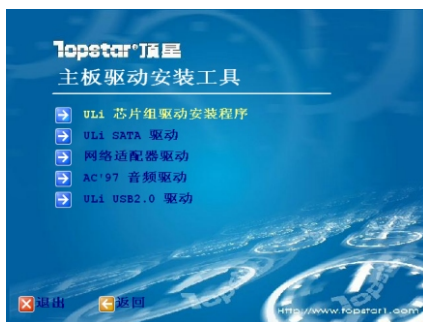 Topstar®顶星
主板驱动安装工具
ULi 芯片组驱动安装程序
ULi SATA 驱动
网络适配器驱动
AC'97 音频驱动
ULi USB2.0 驱动
退出
返回
Http://www.topstar1.com